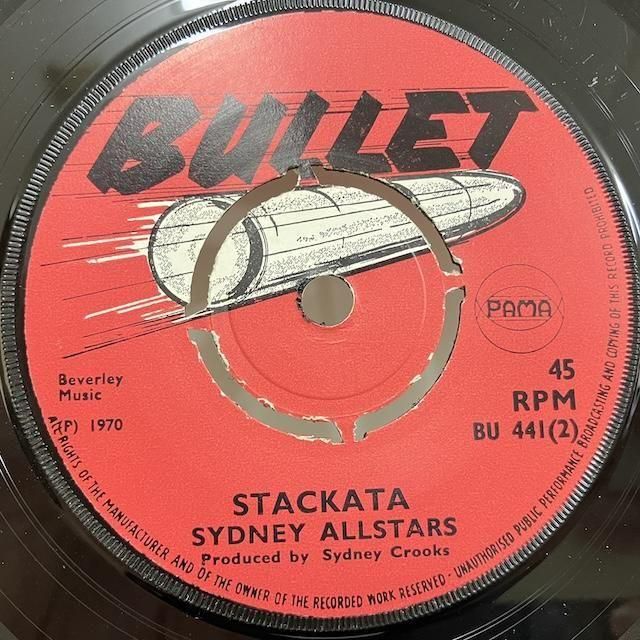 BULLET
PAMA
Beverley
Music
(P) 1970
45
RPM
BU 441(2)
STACKATA
SYDNEY ALLSTARS
Produced by Sydney Crooks
ALL RIGHTS OF THE MANUFACTURER AND OF THE OWNER OF THE RECORDED WORK RESERVED - UNAUTHORISED PUBLIC PERFORMANCE BROADCASTING AND COPYING OF THIS RECORD PROHIBITED